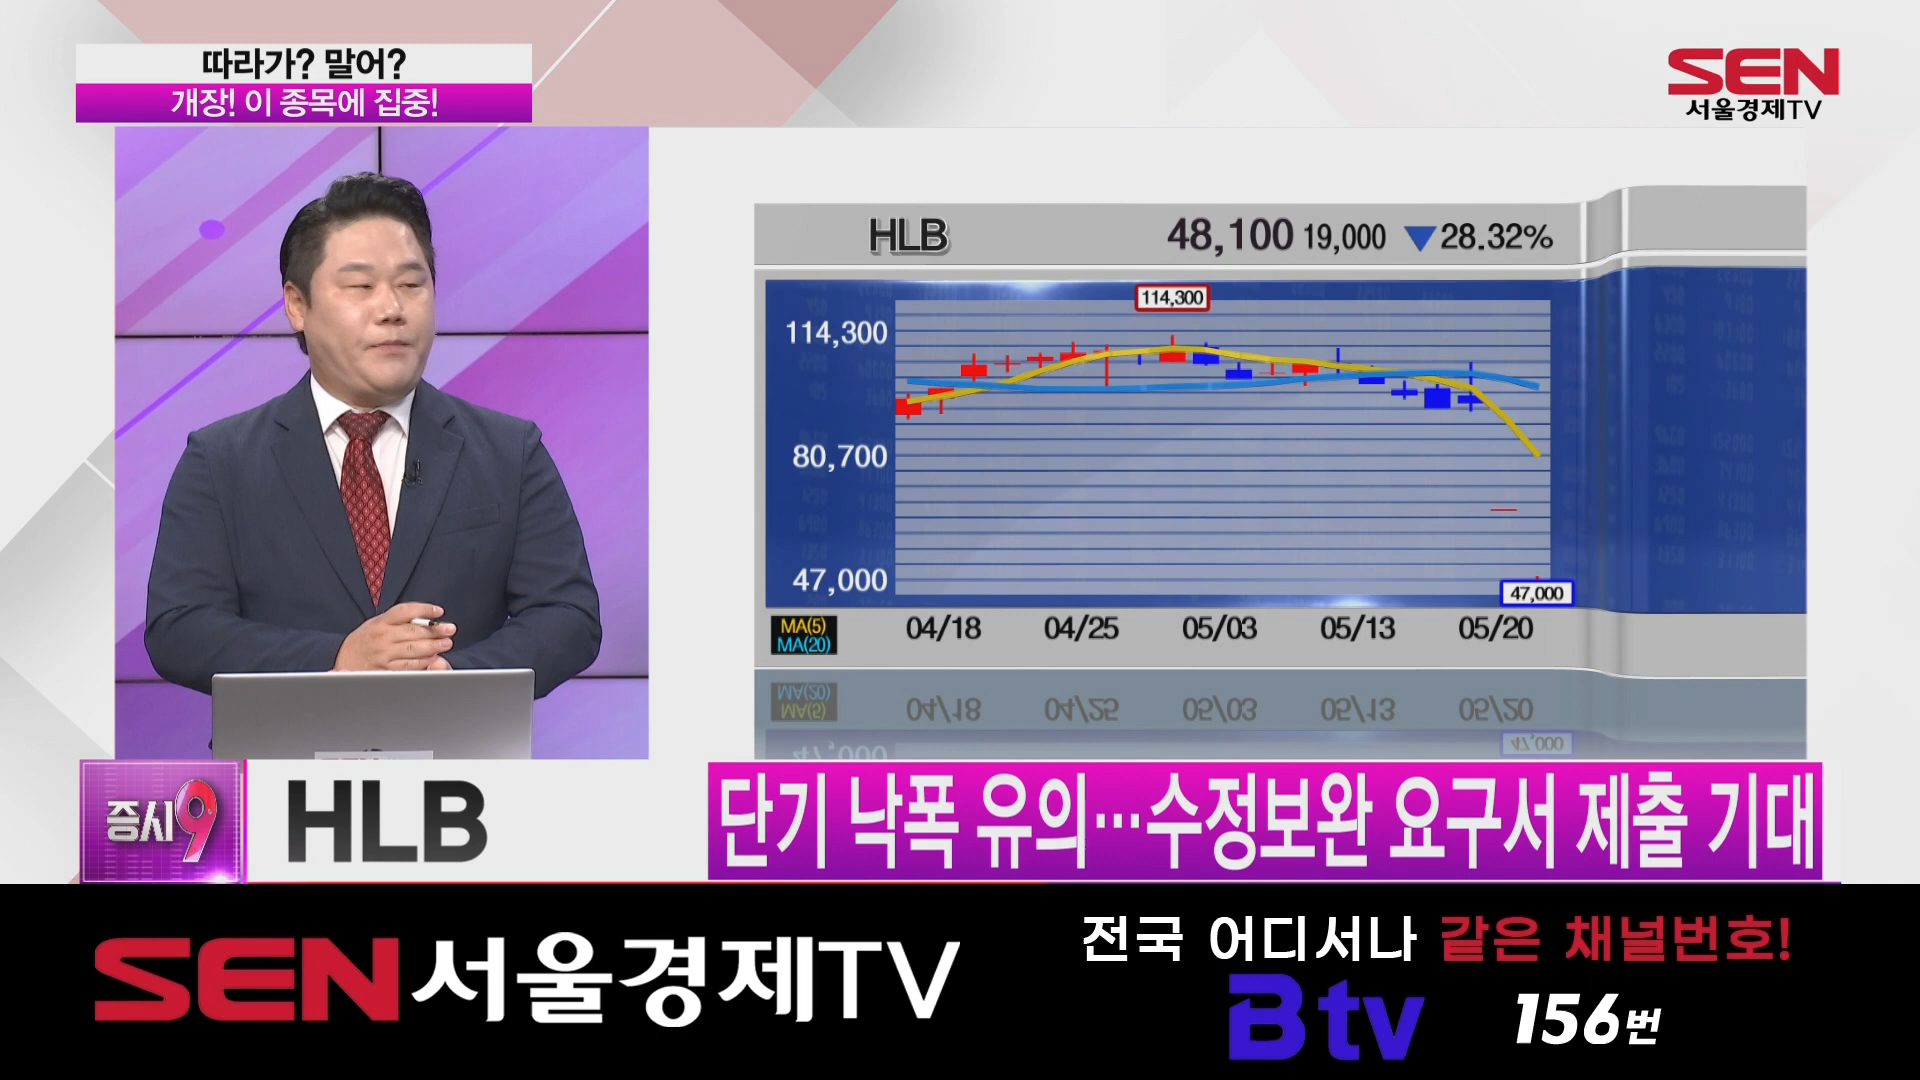 따라가? 말어?
개장! 이 종목에 집중!
SEN
서울경제TV
HLB 48,100 19,000 ▼28.32%
114,300
114,300
80,700
47,000
47,000
MA(5)
MA(20)
04/18 04/25 05/03 05/13 05/20
증시9
HLB
단기 낙폭 유의…수정보완 요구서 제출 기대
SEN서울경제TV
전국 어디서나 같은 채널번호!
B tv 156번